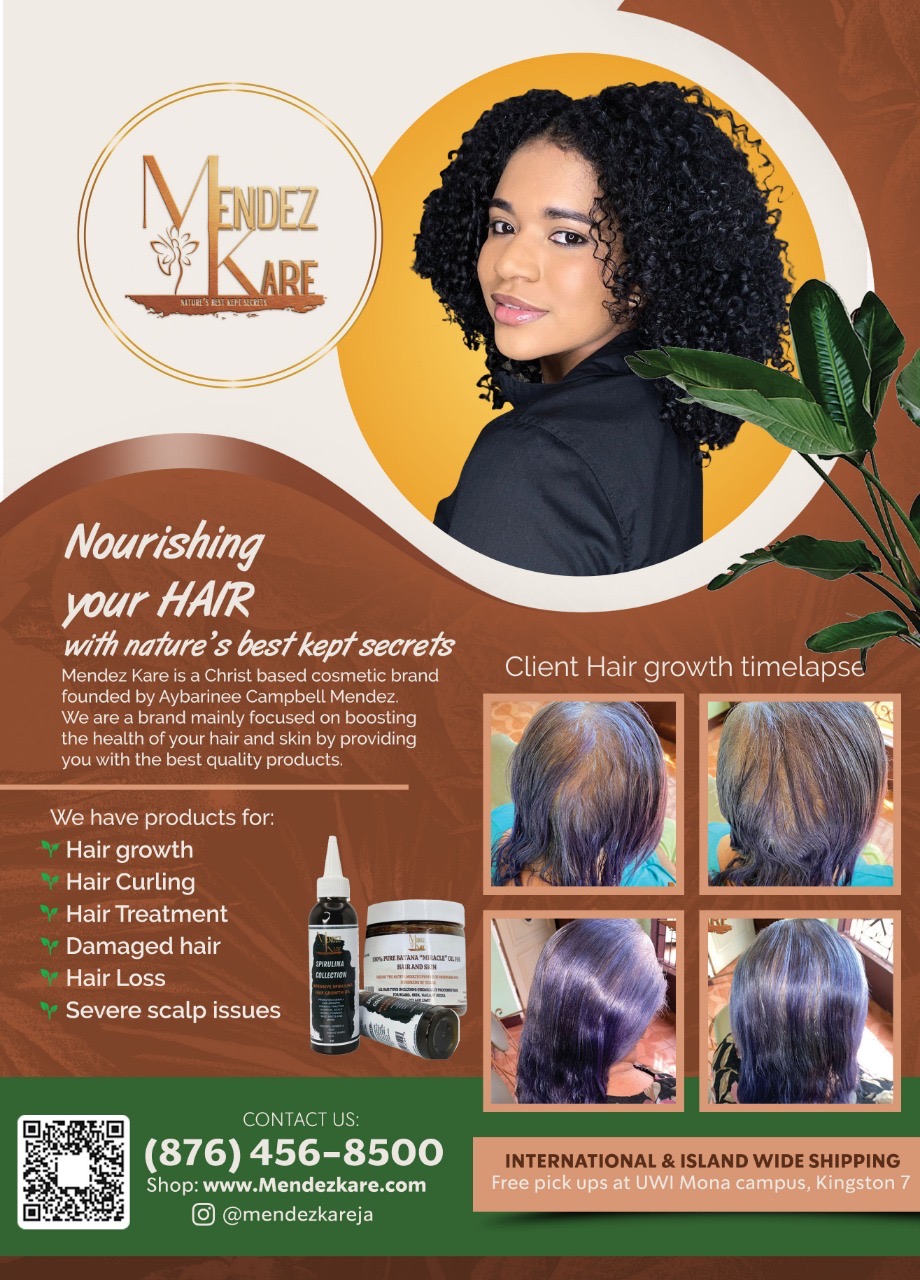 MENDEZ
KARE
NATURE'S BEST KEPT SECRETS
Nourishing
your HAIR
with nature's best kept secrets
Mendez Kare is a Christ based cosmetic brand
founded by Aybarinee Campbell Mendez.
We are a brand mainly focused on boosting
the health of your hair and skin by providing
you with the best quality products.
We have products for:
Hair growth
Hair Curling
Hair Treatment
Damaged hair
Hair Loss
Severe scalp issues
MENDEZ
KARE
SPIRULINA
COLLECTION
MENDEZ
KARE
100% PURE BATANA "MIRACLE" OIL FOR
HAIR AND SKIN
Client Hair growth timelapse
CONTACT US:
(876) 456-8500
Shop: www.Mendezkare.com
@mendezkareja
INTERNATIONAL & ISLAND WIDE SHIPPING
Free pick ups at UWI Mona campus, Kingston 7